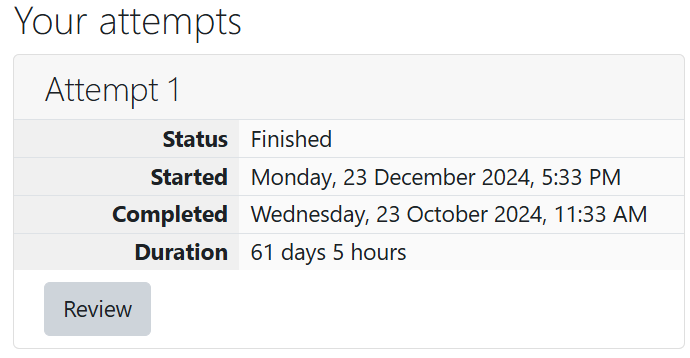 Your attempts
Attempt 1
Status Finished
Started Monday, 23 December 2024, 5:33 PM
Completed Wednesday, 23 October 2024, 11:33 AM
Duration 61 days 5 hours
Review